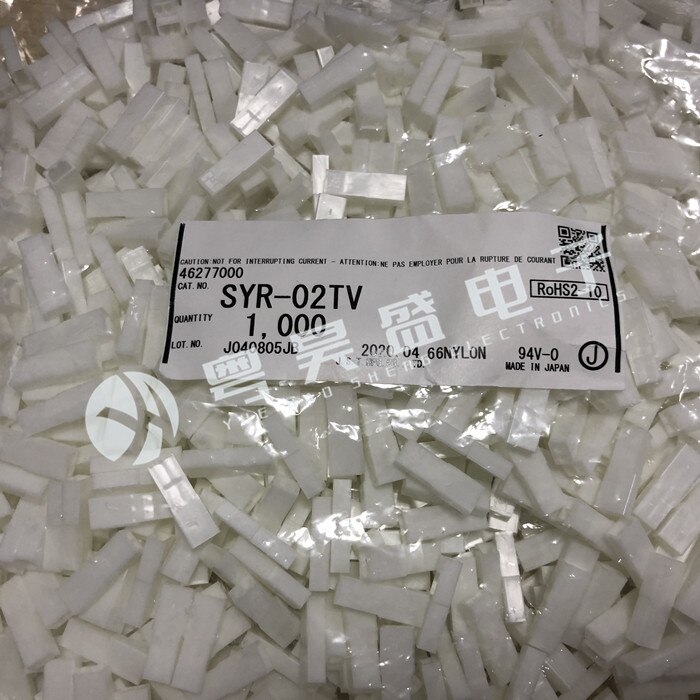 CAUTION:NOT FOR INTERRUPTING CURRENT - ATTENTION:NE PAS EMPLOYER POUR LA RUPTURE DE COURANT
46277000
CAT. NO. SYR-02TV RoHS2-10
QUANTITY 1,000
LOT. NO. J040805JB 2020.04 66NYLON 94V-0 J
MADE IN JAPAN
粤昊盛电子
ELECTRONICS